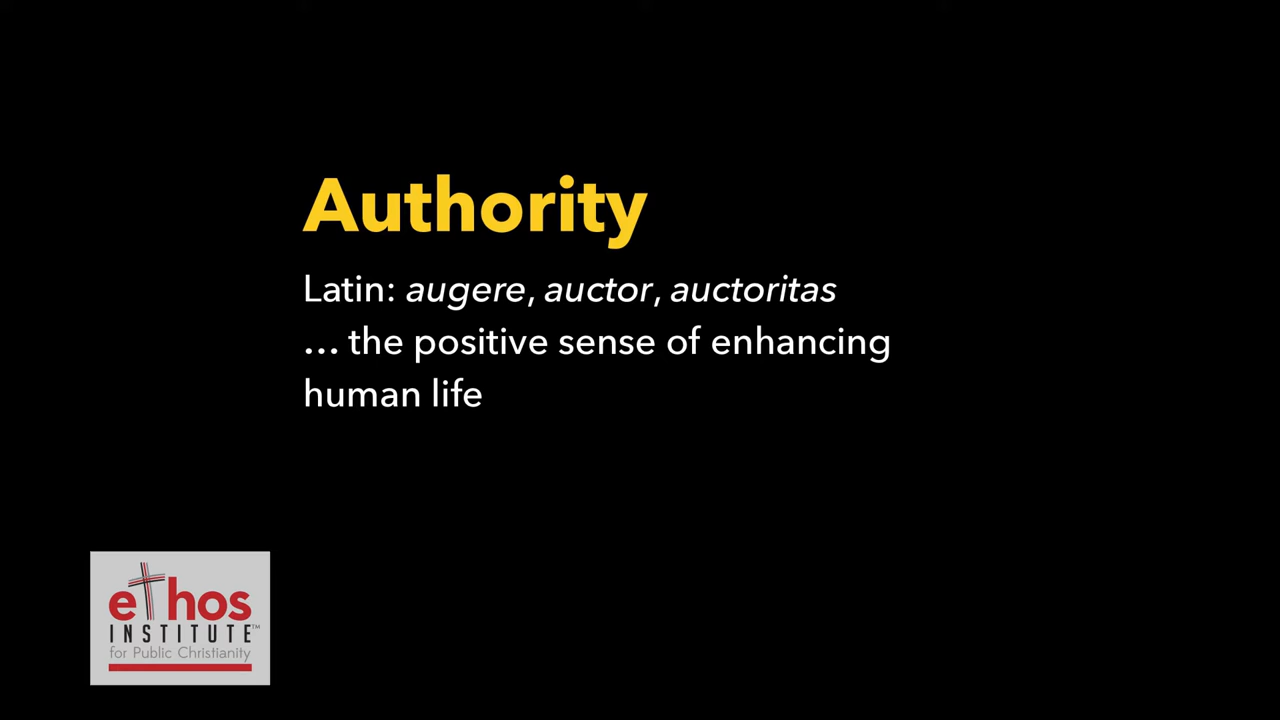 Authority
Latin: augere, auctor, auctoritas
... the positive sense of enhancing
human life
ethos
INSTITUTE™
for Public Christianity